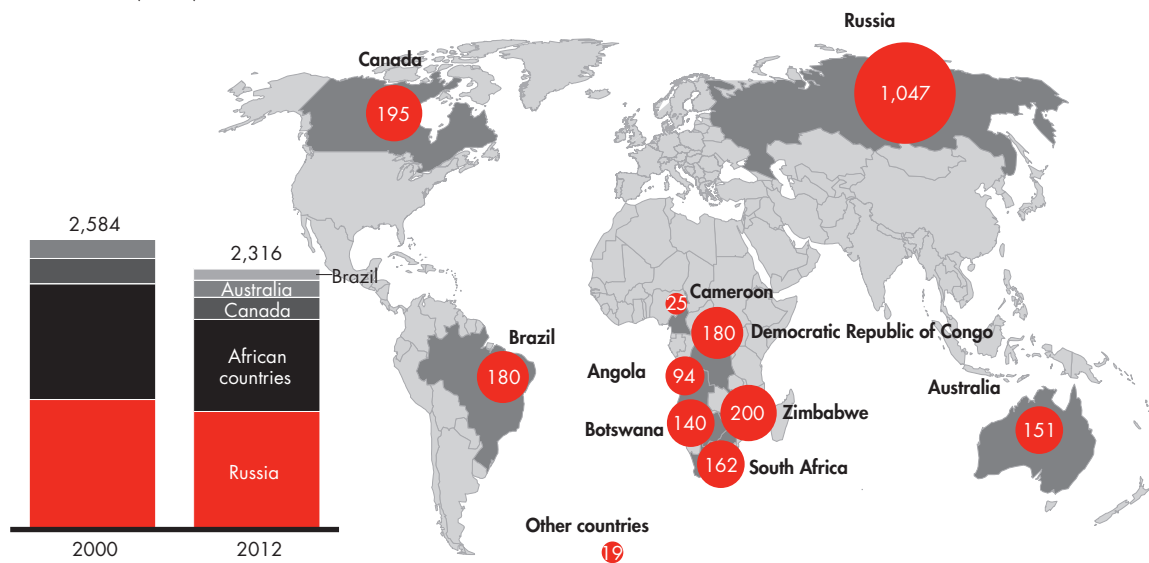 Russia
1,047
Canada
195
2,584
2,316
Brazil
Australia
Canada
African
countries
Russia
2000
2012
Brazil
180
25
Cameroon
180
Democratic Republic of Congo
Angola
94
200
Zimbabwe
Botswana
140
162
South Africa
Australia
151
Other countries
19